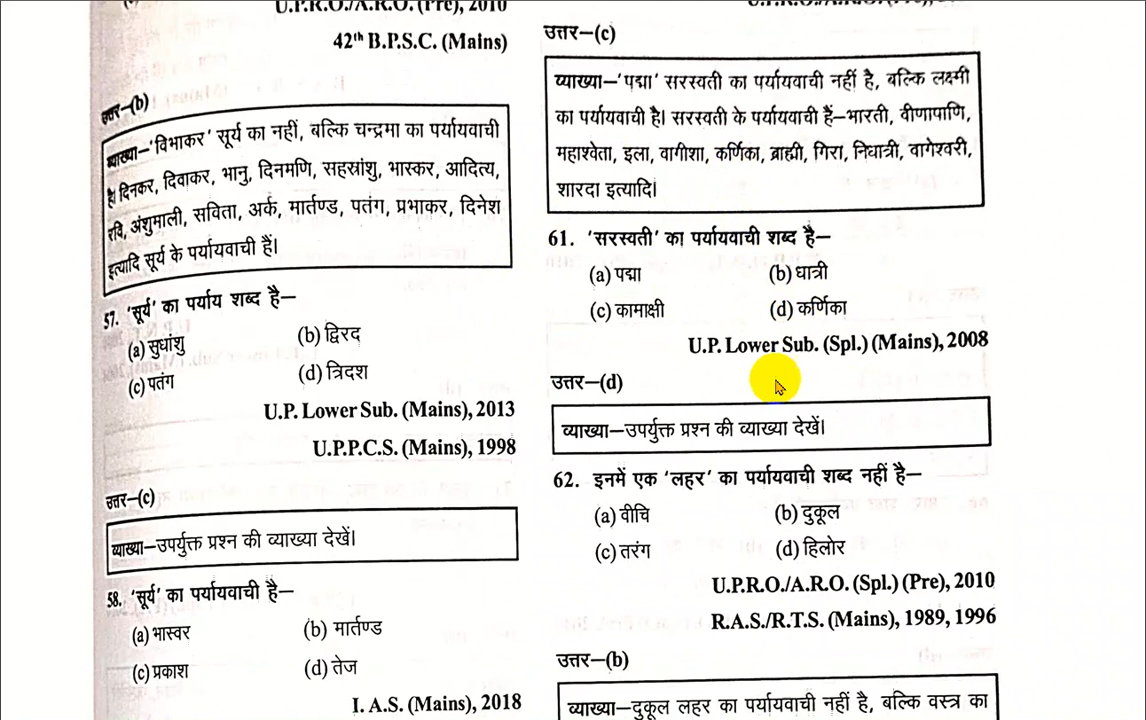 U.P.R.O./A.R.O. (Pre), 2010
42th B.P.S.C. (Mains)
उत्तर–(b)
व्याख्या–'विभाकर' सूर्य का नहीं, बल्कि चन्द्रमा का पर्यायवाची
है। दिनकर, दिवाकर, भानु, दिनमणि, सहस्रांशु, भास्कर, आदित्य,
रवि, अंशुमाली, सविता, अर्क, मार्तण्ड, पतंग, प्रभाकर, दिनेश
इत्यादि सूर्य के पर्यायवाची हैं।
57. 'सूर्य' का पर्याय शब्द है–
(a) सुधांशु (b) द्विरद
(c) पतंग (d) त्रिदश
U.P. Lower Sub. (Mains), 2013
U.P.P.C.S. (Mains), 1998
उत्तर–(c)
व्याख्या–उपर्युक्त प्रश्न की व्याख्या देखें।
58. 'सूर्य' का पर्यायवाची है–
(a) भास्वर (b) मार्तण्ड
(c) प्रकाश (d) तेज
I. A.S. (Mains), 2018
उत्तर–(c)
व्याख्या–'पद्मा' सरस्वती का पर्यायवाची नहीं है, बल्कि लक्ष्मी
का पर्यायवाची है। सरस्वती के पर्यायवाची हैं–भारती, वीणापाणि,
महाश्वेता, इला, वागीशा, कर्णिका, ब्राह्मी, गिरा, निधात्री, वागेश्वरी,
शारदा इत्यादि।
61. 'सरस्वती' का पर्यायवाची शब्द है–
(a) पद्मा (b) धात्री
(c) कामाक्षी (d) कर्णिका
U.P. Lower Sub. (Spl.) (Mains), 2008
उत्तर–(d)
व्याख्या–उपर्युक्त प्रश्न की व्याख्या देखें।
62. इनमें एक 'लहर' का पर्यायवाची शब्द नहीं है–
(a) वीचि (b) दुकूल
(c) तरंग (d) हिलोर
U.P.R.O./A.R.O. (Spl.) (Pre), 2010
R.A.S./R.T.S. (Mains), 1989, 1996
उत्तर–(b)
व्याख्या–दुकूल लहर का पर्यायवाची नहीं है, बल्कि वस्त्र का